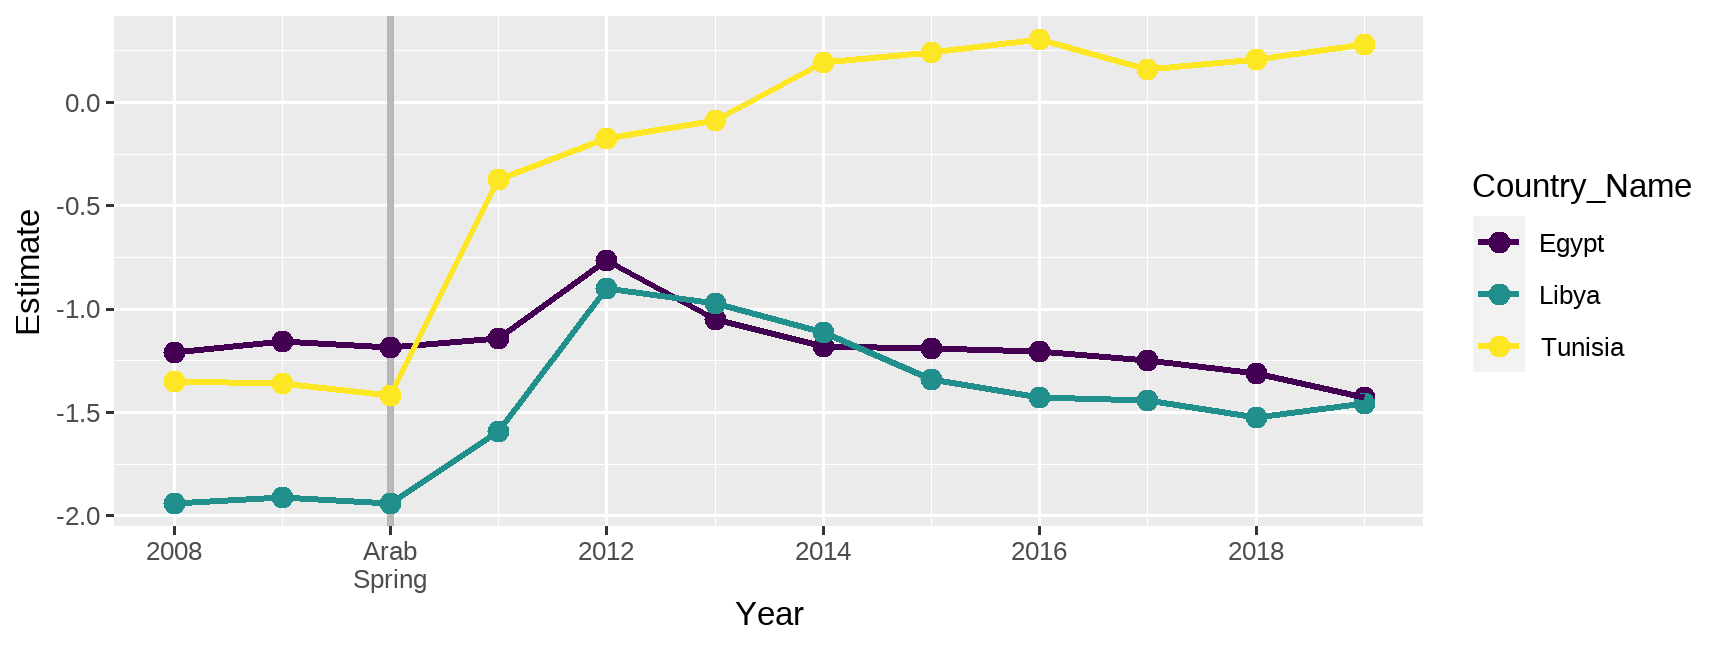 0.0
-0.5
-1.0
-1.5
-2.0
Estimate
2008
Arab
Spring
2012
2014
2016
2018
Year
Country_Name
Egypt
Libya
Tunisia